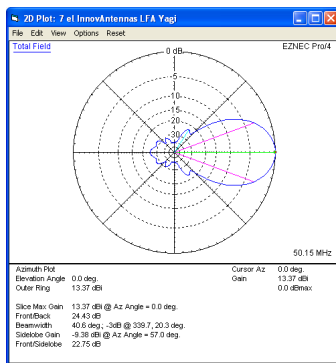 2D Plot: 7 el InnovAntennas LFA Yagi
File Edit View Options Reset
Total Field
EZNEC Pro/4
0 dB
-5
-10
-15
-20
-30
50.15 MHz
Azimuth Plot
Elevation Angle 0.0 deg.
Outer Ring 13.37 dBi
Cursor Az 0.0 deg.
Gain 13.37 dBi
0.0 dBmax
Slice Max Gain 13.37 dBi @ Az Angle = 0.0 deg.
Front/Back 24.43 dB
Beamwidth 40.6 deg.; -3dB @ 339.7, 20.3 deg.
Sidelobe Gain -9.38 dBi @ Az Angle = 57.0 deg.
Front/Sidelobe 22.75 dB